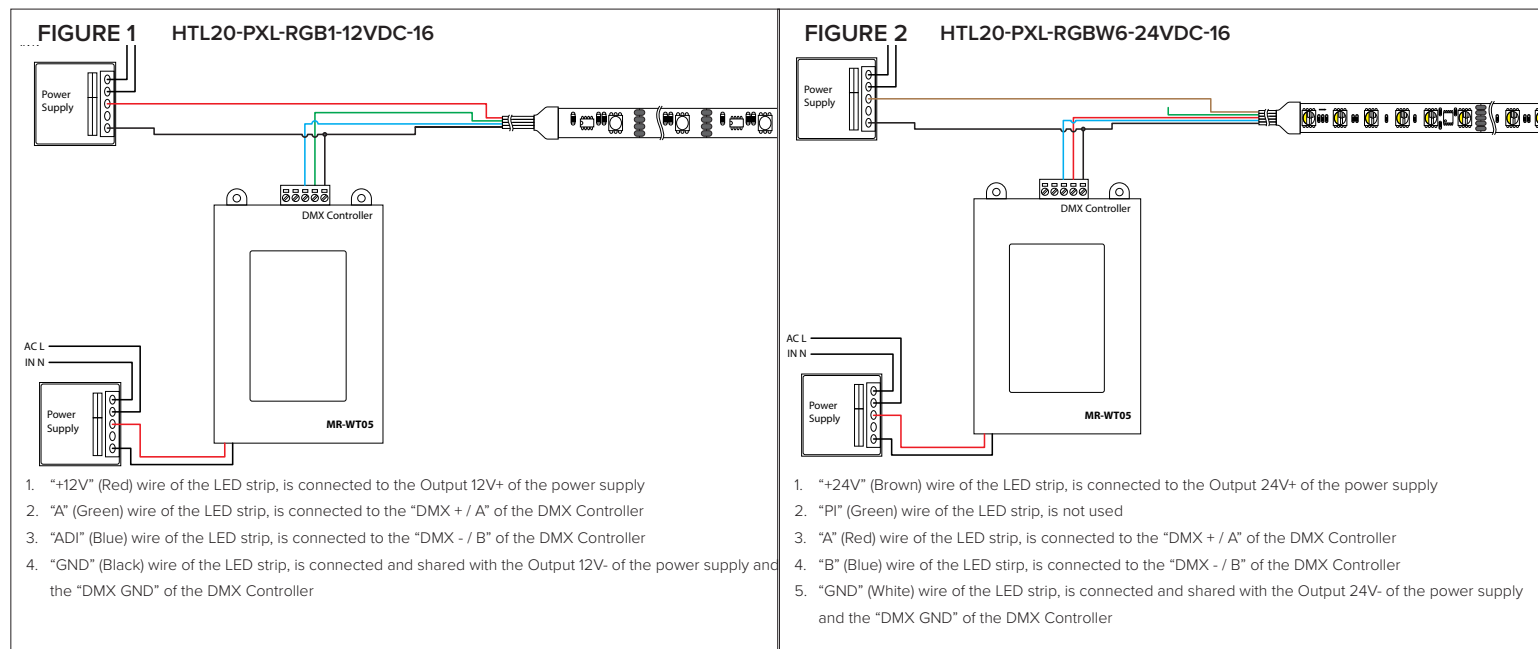 FIGURE 1 HTL20-PXL-RGB1-12VDC-16
Power
Supply
DMX Controller
AC L
IN N
Power
Supply
MR-WT05
1. “+12V” (Red) wire of the LED strip, is connected to the Output 12V+ of the power supply
2. “A” (Green) wire of the LED strip, is connected to the “DMX + / A” of the DMX Controller
3. “ADI” (Blue) wire of the LED strip, is connected to the “DMX - / B” of the DMX Controller
4. “GND” (Black) wire of the LED strip, is connected and shared with the Output 12V- of the power supply and
the “DMX GND” of the DMX Controller
FIGURE 2 HTL20-PXL-RGBW6-24VDC-16
Power
Supply
DMX Controller
AC L
IN N
Power
Supply
MR-WT05
1. “+24V” (Brown) wire of the LED strip, is connected to the Output 24V+ of the power supply
2. “PI” (Green) wire of the LED strip, is not used
3. “A” (Red) wire of the LED strip, is connected to the “DMX + / A” of the DMX Controller
4. “B” (Blue) wire of the LED stirp, is connected to the “DMX - / B” of the DMX Controller
5. “GND” (White) wire of the LED strip, is connected and shared with the Output 24V- of the power supply
and the “DMX GND” of the DMX Controller